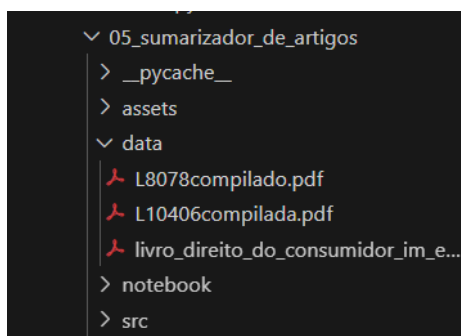 05_sumarizador_de_artigos
__pycache__
assets
data
L8078compilado.pdf
L10406compilada.pdf
livro_direito_do_consumidor_im_e...
notebook
src